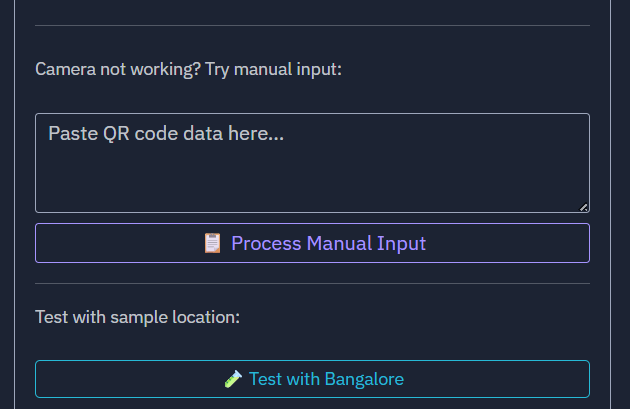 Camera not working? Try manual input:
Paste QR code data here...
📋 Process Manual Input
Test with sample location:
🧪 Test with Bangalore